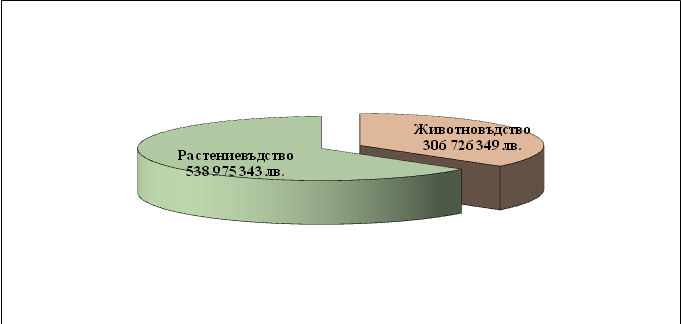 Животновъдство
306 726 349 лв.
Растениевъдство
538 975 343 лв.